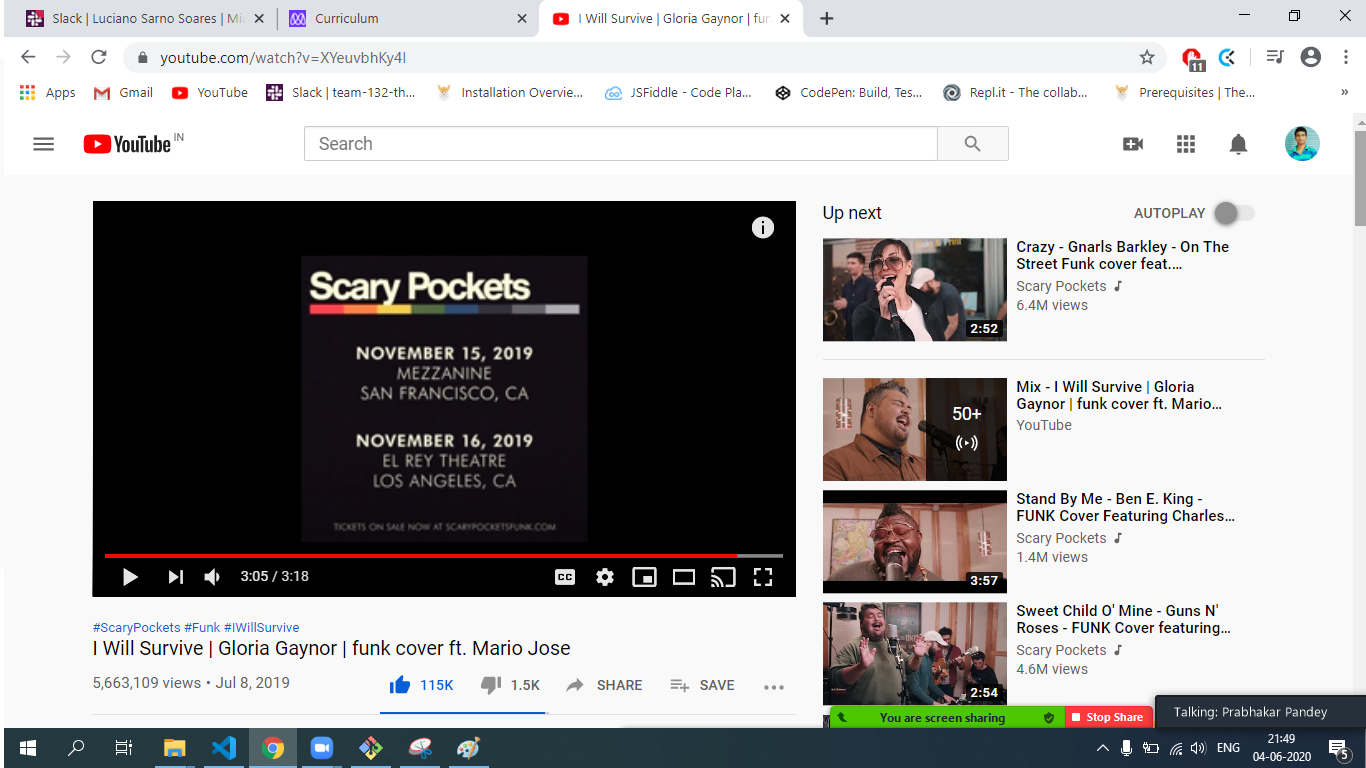 Slack | Luciano Sarno Soares | Mi
Curriculum
I Will Survive | Gloria Gaynor | fun
youtube.com/watch?v=XYeuvbhKy4I
11
Apps
Gmail
YouTube
Slack | team-132-th...
Installation Overvie...
JSFiddle - Code Pla...
CodePen: Build, Tes...
Repl.it - The collab...
Prerequisites | The...
»
YouTube IN
Search
Scary Pockets
NOVEMBER 15, 2019
MEZZANINE
SAN FRANCISCO, CA
NOVEMBER 16, 2019
EL REY THEATRE
LOS ANGELES, CA
TICKETS ON SALE NOW AT SCARYPOCKETSFUNK.COM
3:05 / 3:18
CC
#ScaryPockets #Funk #IWillSurvive
I Will Survive | Gloria Gaynor | funk cover ft. Mario Jose
5,663,109 views • Jul 8, 2019
115K
1.5K
SHARE
SAVE
Up next
AUTOPLAY
Crazy - Gnarls Barkley - On The
Street Funk cover feat....
Scary Pockets
6.4M views
2:52
Mix - I Will Survive | Gloria
Gaynor | funk cover ft. Mario...
YouTube
50+
Stand By Me - Ben E. King -
FUNK Cover Featuring Charles...
Scary Pockets
1.4M views
3:57
Sweet Child O' Mine - Guns N'
Roses - FUNK Cover featuring...
Scary Pockets
4.6M views
2:54
You are screen sharing
Stop Share
Talking: Prabhakar Pandey
ENG
21:49
04-06-2020
5